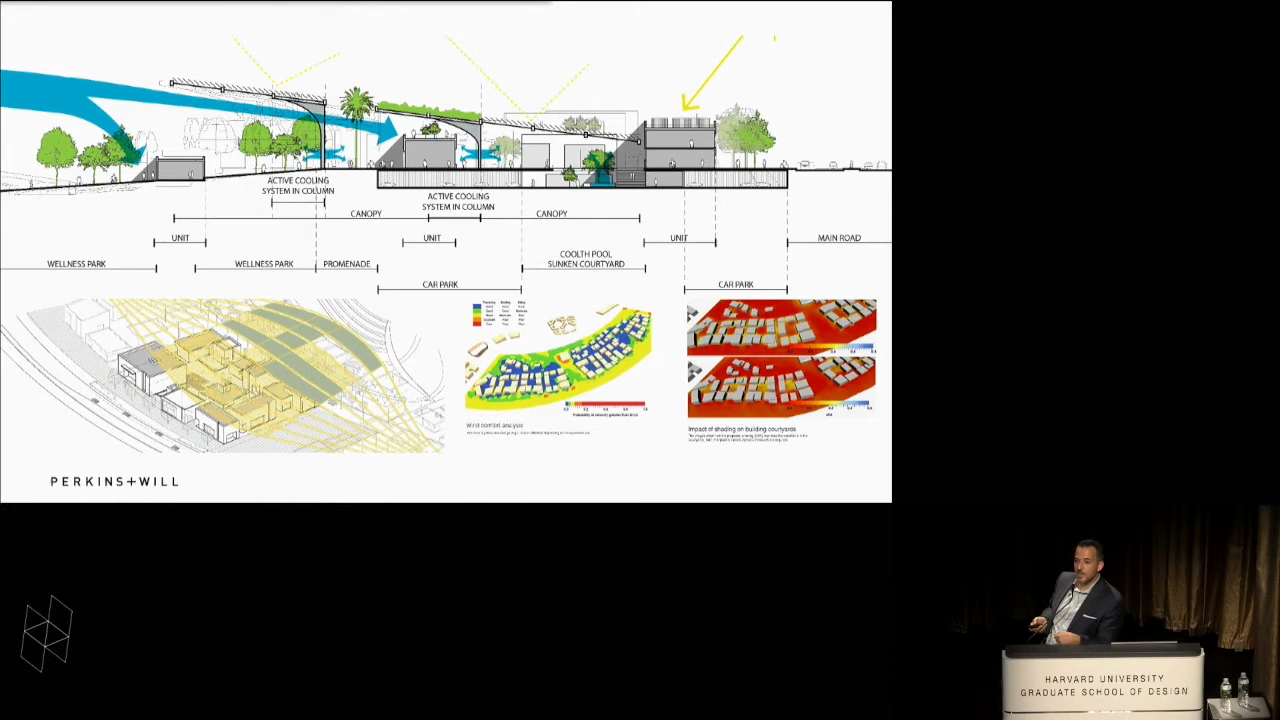 ACTIVE COOLING
SYSTEM IN COLUMN
ACTIVE COOLING
SYSTEM IN COLUMN
CANOPY
CANOPY
UNIT
UNIT
UNIT
MAIN ROAD
COOLTH POOL
SUNKEN COURTYARD
WELLNESS PARK
WELLNESS PARK
PROMENADE
CAR PARK
CAR PARK
Wind comfort analysis
Impact of shading on building courtyards
PERKINS+WILL
HARVARD UNIVERSITY
GRADUATE SCHOOL OF DESIGN